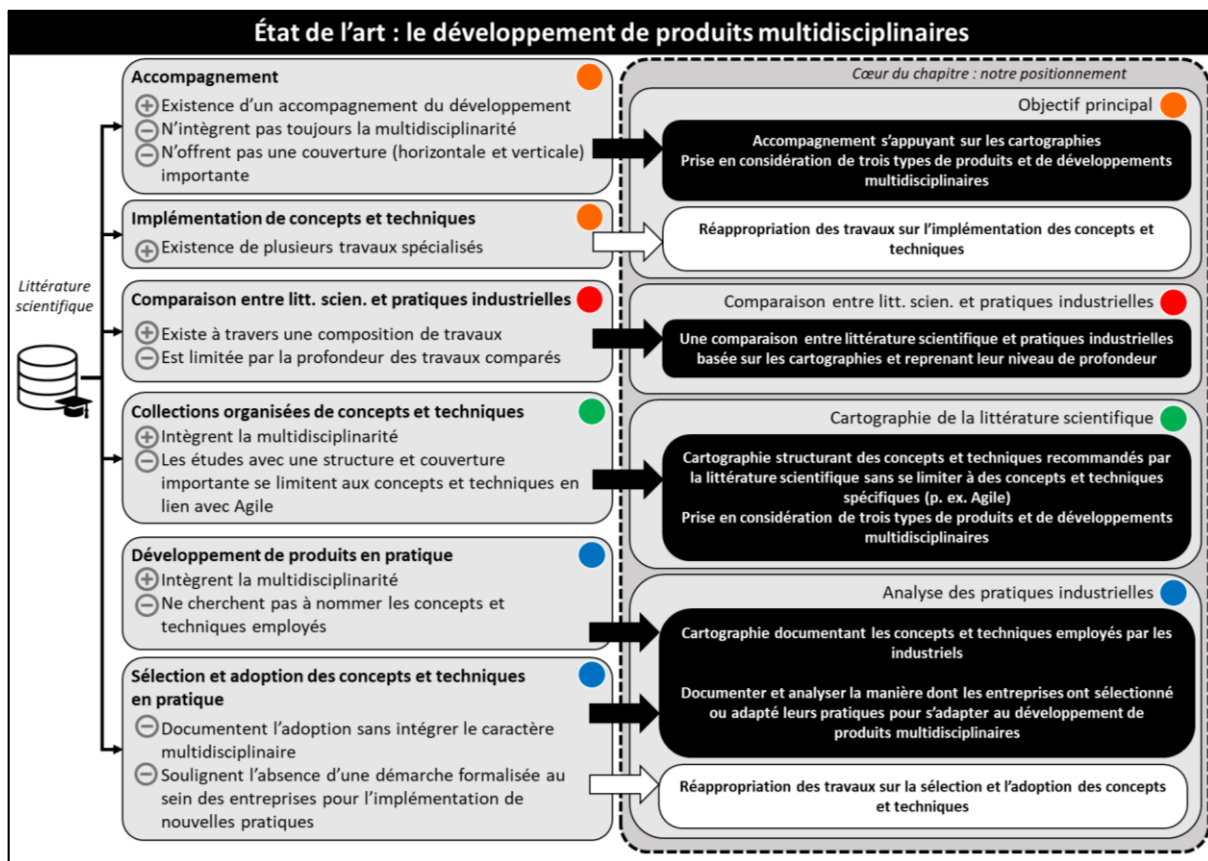 État de l'art : le développement de produits multidisciplinaires
Littérature
scientifique
Accompagnement
Existence d'un accompagnement du développement
N'intègrent pas toujours la multidisciplinarité
N'offrent pas une couverture (horizontale et verticale)
importante
Implémentation de concepts et techniques
Existence de plusieurs travaux spécialisés
Comparaison entre litt. scien. et pratiques industrielles
Existe à travers une composition de travaux
Est limitée par la profondeur des travaux comparés
Collections organisées de concepts et techniques
Intègrent la multidisciplinarité
Les études avec une structure et couverture
importante se limitent aux concepts et techniques en
lien avec Agile
Développement de produits en pratique
Intègrent la multidisciplinarité
Ne cherchent pas à nommer les concepts et
techniques employés
Sélection et adoption des concepts et techniques
en pratique
Documentent l'adoption sans intégrer le caractère
multidisciplinaire
Soulignent l'absence d'une démarche formalisée au
sein des entreprises pour l'implémentation de
nouvelles pratiques
Cœur du chapitre : notre positionnement
Objectif principal
Accompagnement s'appuyant sur les cartographies
Prise en considération de trois types de produits et de développements
multidisciplinaires
Réappropriation des travaux sur l'implémentation des concepts et
techniques
Comparaison entre litt. scien. et pratiques industrielles
Une comparaison entre littérature scientifique et pratiques industrielles
basée sur les cartographies et reprenant leur niveau de profondeur
Cartographie de la littérature scientifique
Cartographie structurant des concepts et techniques recommandés par
la littérature scientifique sans se limiter à des concepts et techniques
spécifiques (p. ex. Agile)
Prise en considération de trois types de produits et de développements
multidisciplinaires
Analyse des pratiques industrielles
Cartographie documentant les concepts et techniques employés par les
industriels
Documenter et analyser la manière dont les entreprises ont sélectionné
ou adapté leurs pratiques pour s'adapter au développement de
produits multidisciplinaires
Réappropriation des travaux sur la sélection et l'adoption des concepts
et techniques